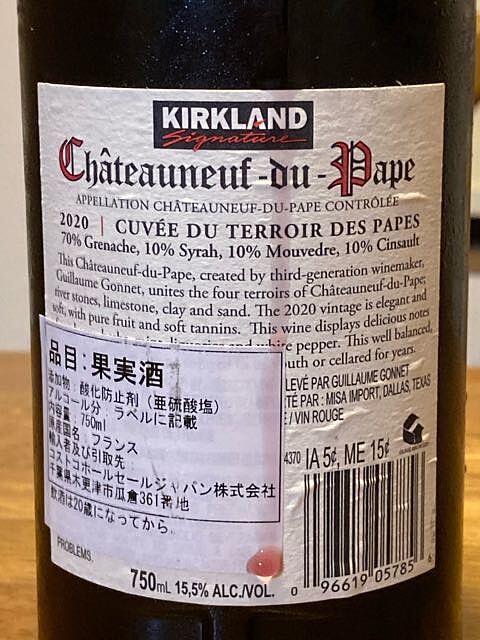 KIRKLAND
Signature
Châteauneuf-du-Pape
APPELLATION CHÂTEAUNEUF-DU-PAPE CONTRÔLÉE
2020 | CUVÉE DU TERROIR DES PAPES
70% Grenache, 10% Syrah, 10% Mouvedre, 10% Cinsault
This Châteauneuf-du-Pape, created by third-generation winemaker,
Guillaume Gonnet, unites the four terroirs of Châteauneuf-du-Pape;
river stones, limestone, clay and sand. The 2020 vintage is elegant and
soft, with pure fruit and soft tannins. This wine displays delicious notes
white pepper. This well balanced,
or cellared for years.
品目:果実酒
添加物:酸化防止剤(亜硫酸塩)
アルコール分:ラベルに記載
内容量:750ml
原産国名:フランス
輸入者及び引取先:
コストコホールセールジャパン株式会社
千葉県木更津市瓜倉361番地
飲酒は20歳になってから
ÉLEVÉ PAR GUILLAUME GONNET
TÉ PAR : MISA IMPORT, DALLAS, TEXAS
/ VIN ROUGE
4370 IA 5¢, ME 15¢
PROBLEMS.
750mL 15,5% ALC./VOL.
0 96619 05785 6